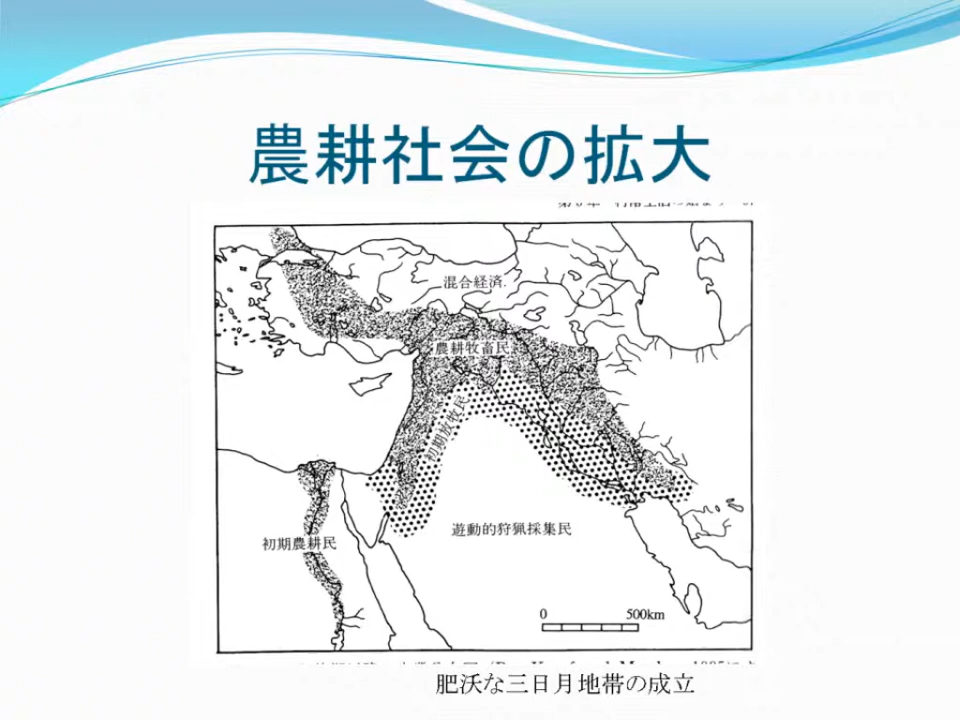 農耕社会の拡大
混合経済.
農耕牧畜民
初期放牧民
遊動的狩猟採集民
初期農耕民
0 500km
肥沃な三日月地帯の成立